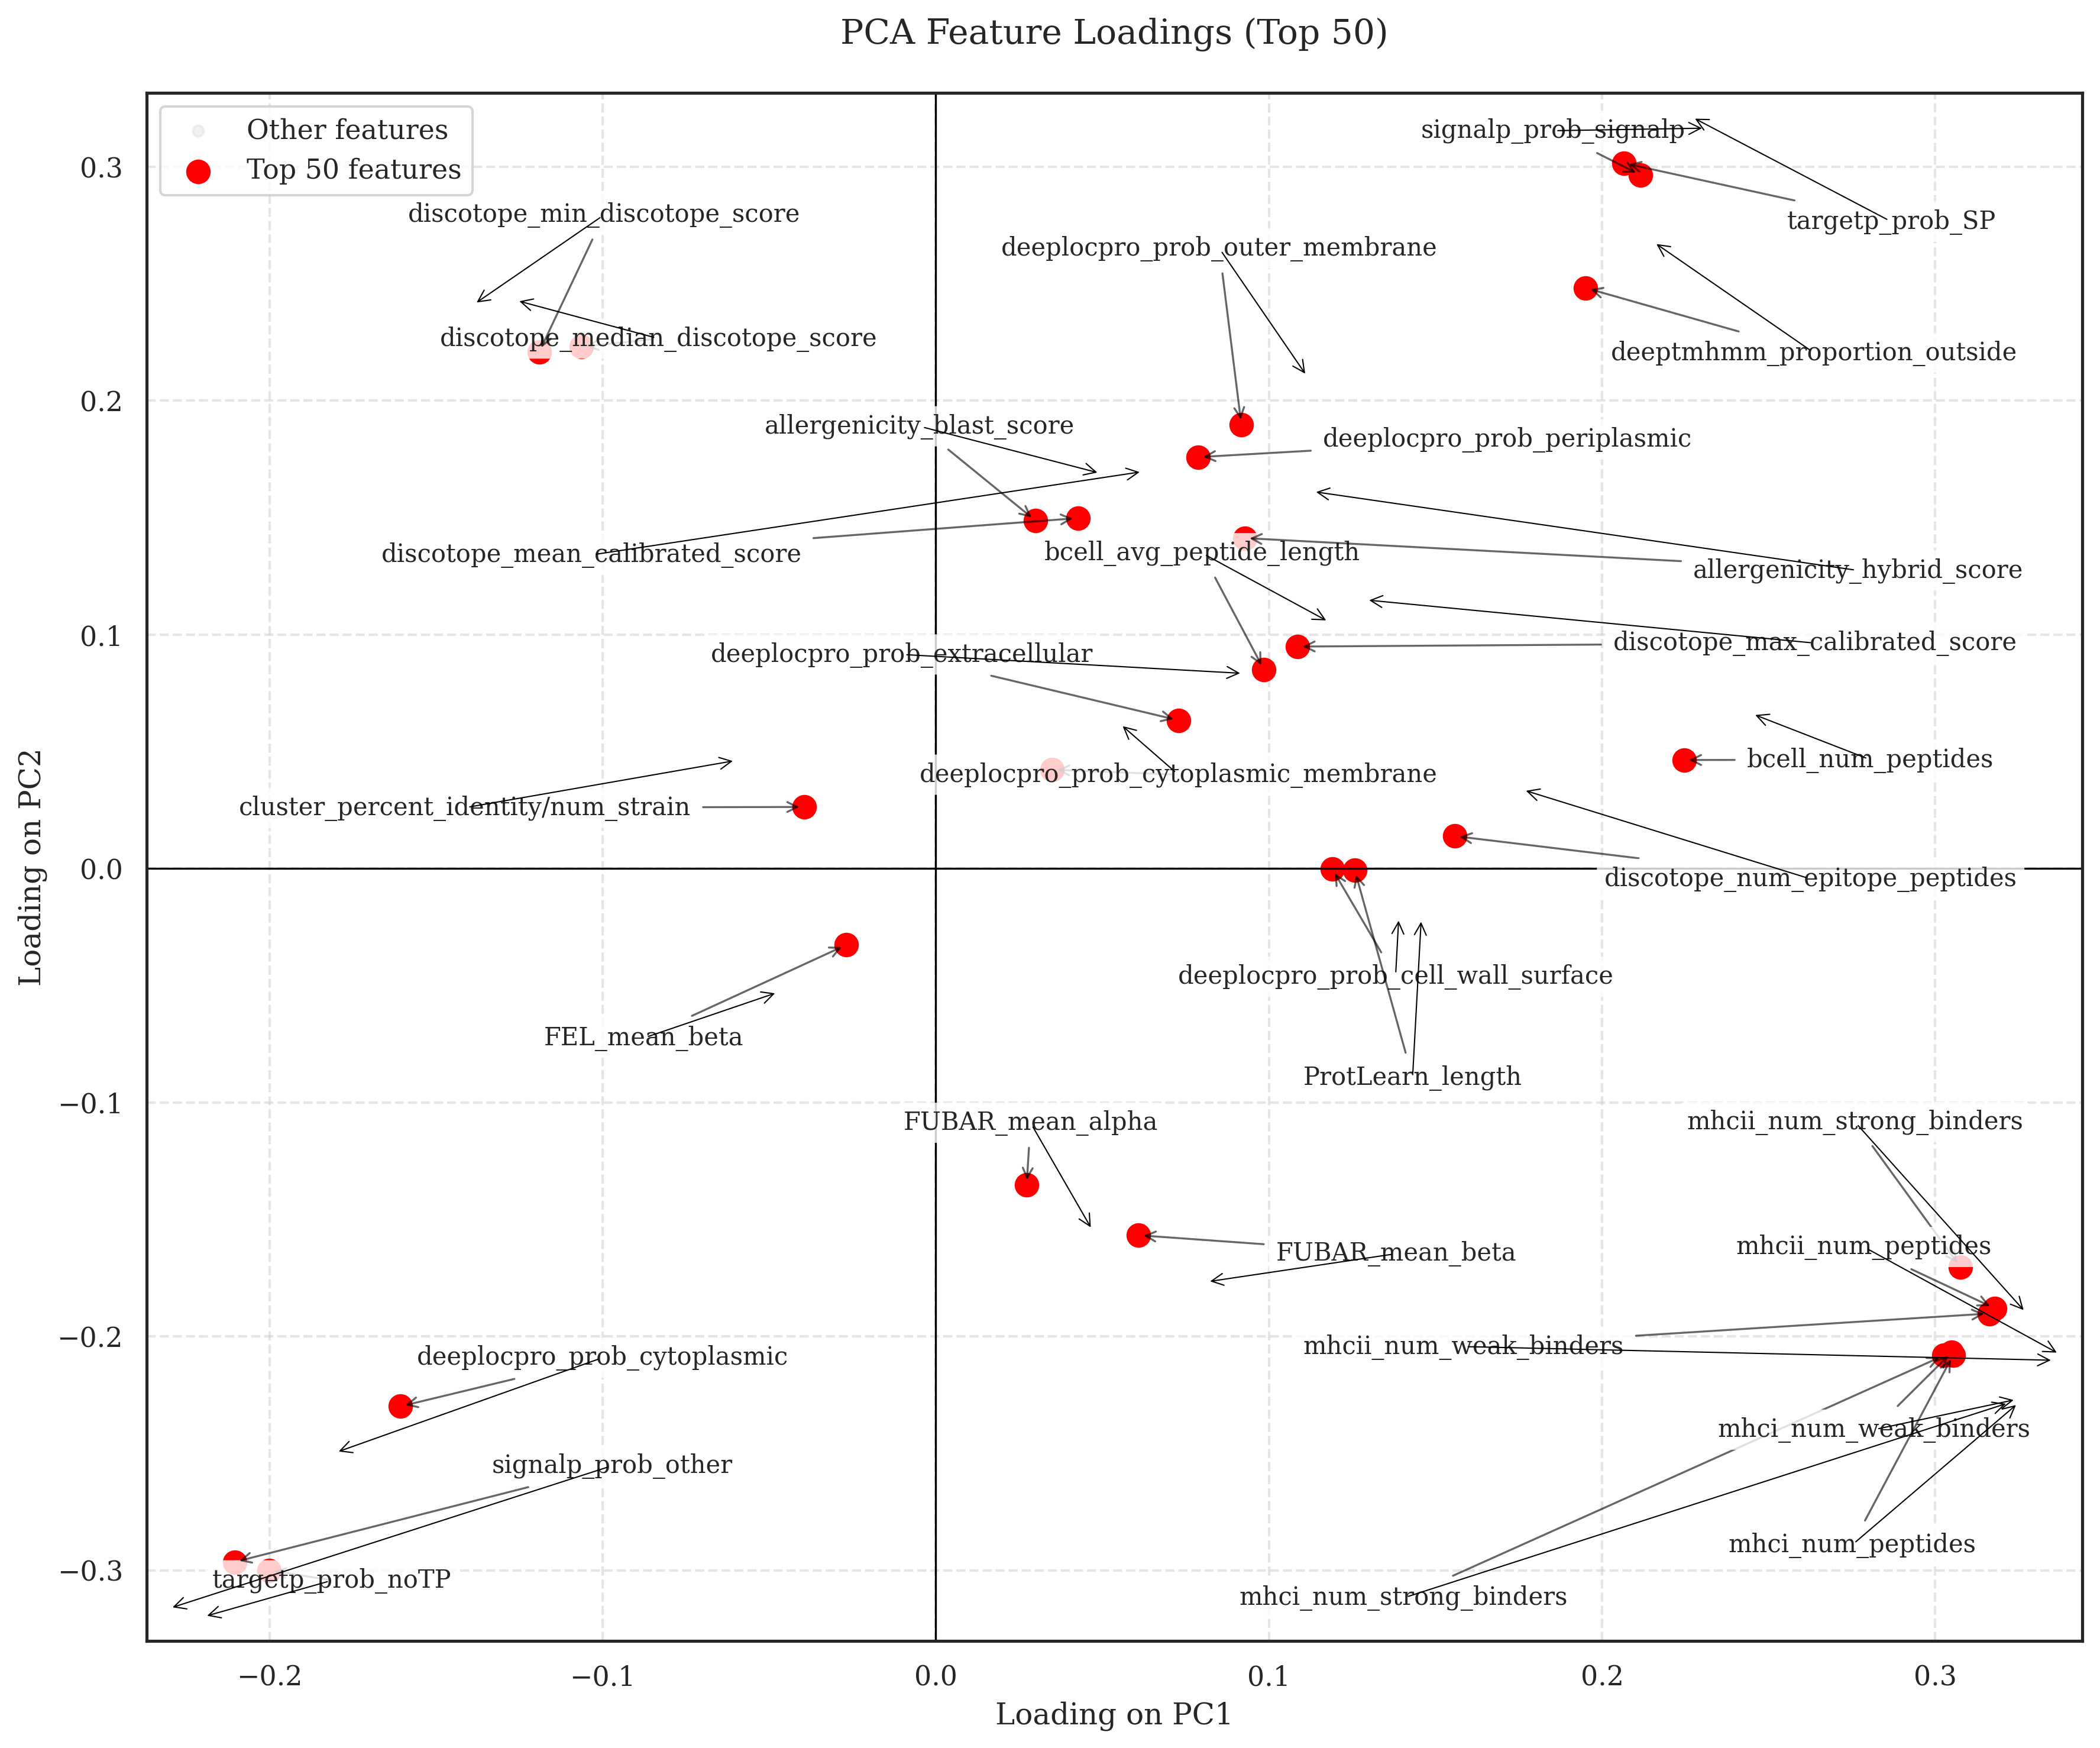 PCA Feature Loadings (Top 50)
Other features
Top 50 features
signalp_prob_signalp
discotope_min_discotope_score
targetp_prob_SP
deeplocpro_prob_outer_membrane
discotope_median_discotope_score
deeptmhmm_proportion_outside
allergenicity_blast_score
deeplocpro_prob_periplasmic
discotope_mean_calibrated_score
bcell_avg_peptide_length
allergenicity_hybrid_score
deeplocpro_prob_extracellular
discotope_max_calibrated_score
bcell_num_peptides
deeplocpro_prob_cytoplasmic_membrane
cluster_percent_identity/num_strain
discotope_num_epitope_peptides
deeplocpro_prob_cell_wall_surface
FEL_mean_beta
ProtLearn_length
FUBAR_mean_alpha
mhcii_num_strong_binders
mhcii_num_peptides
FUBAR_mean_beta
mhcii_num_weak_binders
deeplocpro_prob_cytoplasmic
mhci_num_weak_binders
signalp_prob_other
mhci_num_peptides
targetp_prob_noTP
mhci_num_strong_binders
0.3
0.2
0.1
0.0
−0.1
−0.2
−0.3
Loading on PC2
−0.2
−0.1
0.0
0.1
0.2
0.3
Loading on PC1